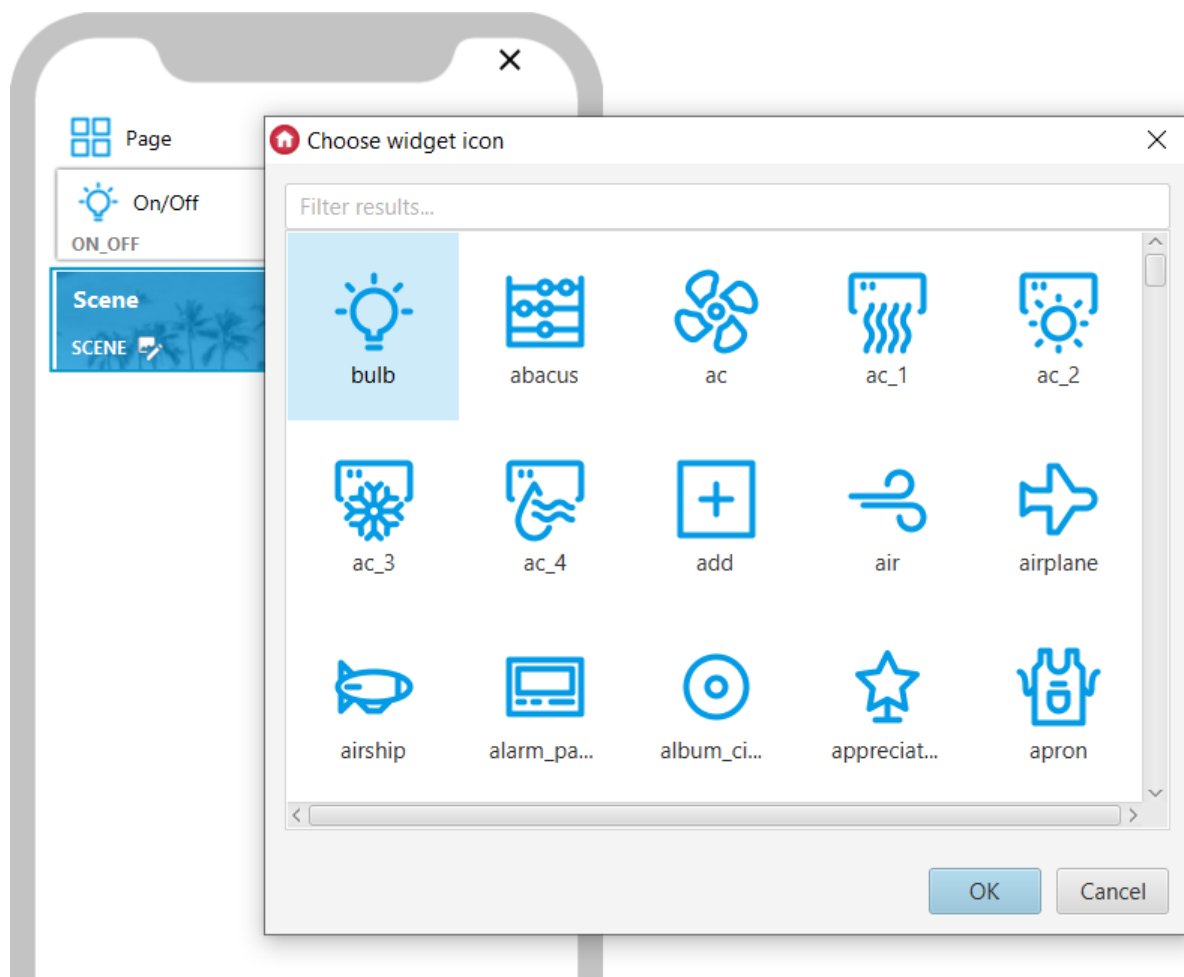 Page
On/Off
ON_OFF
Scene
SCENE
Choose widget icon
Filter results...
bulb abacus ac ac_1 ac_2
ac_3 ac_4 add air airplane
airship alarm_pa... album_ci... appreciat... apron
OK Cancel